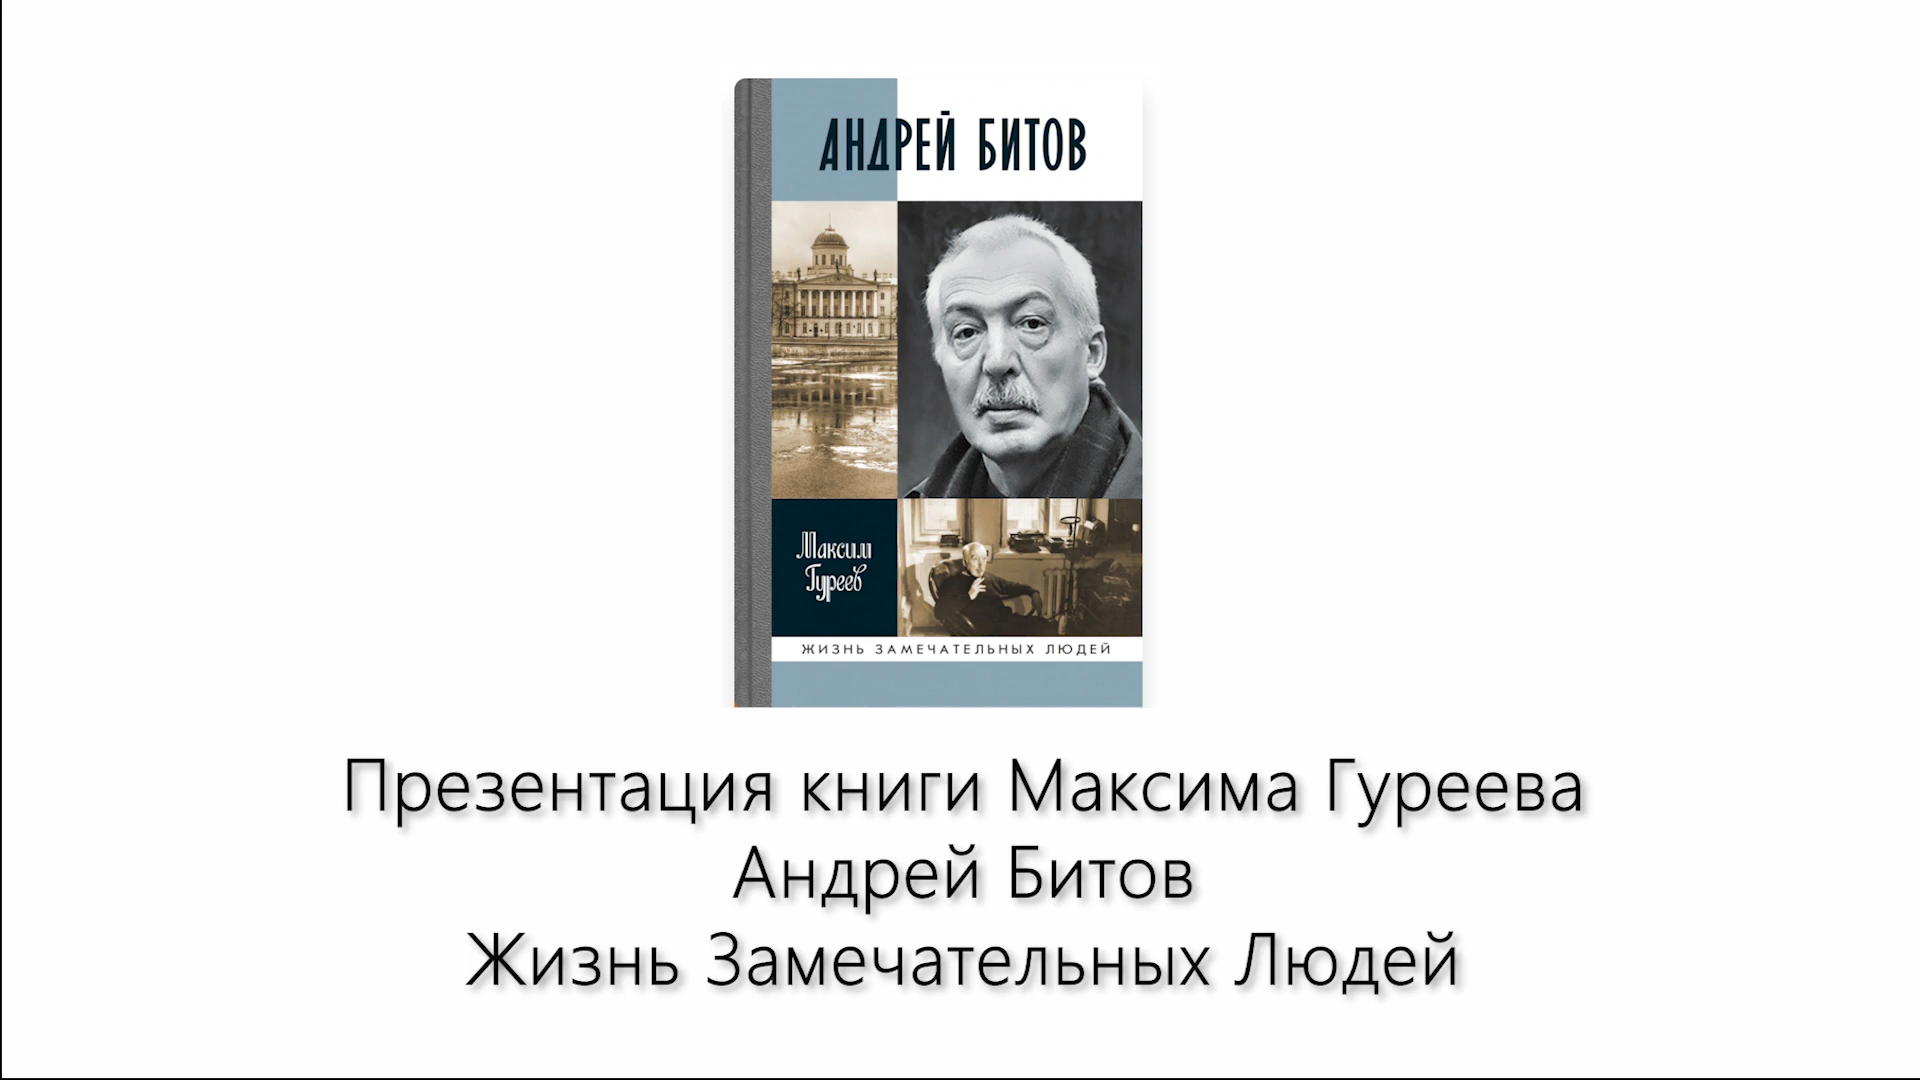 АНДРЕЙ БИТОВ
Максим
Гуреев
ЖИЗНЬ ЗАМЕЧАТЕЛЬНЫХ ЛЮДЕЙ
Презентация книги Максима Гуреева
Андрей Битов
Жизнь Замечательных Людей